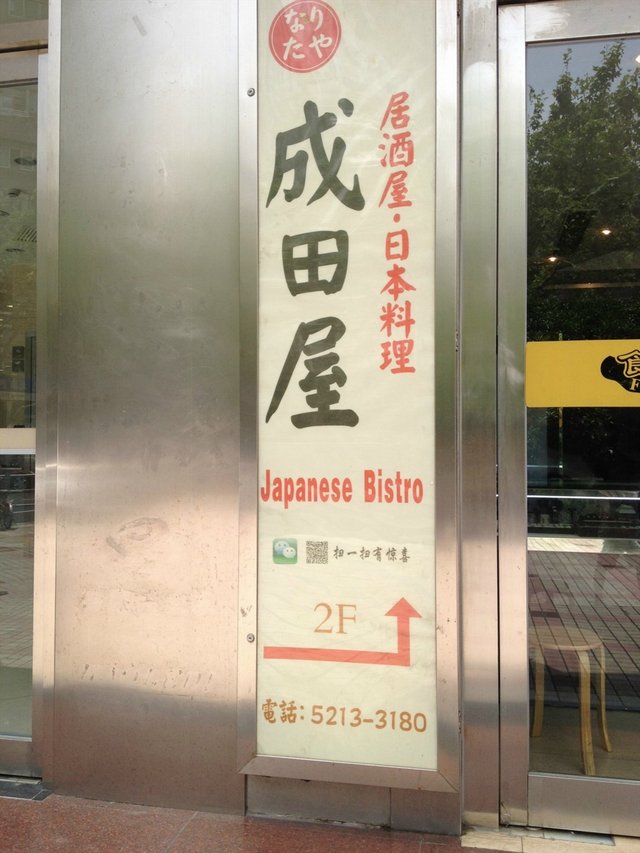 なり
たや
居酒屋·日本料理
成田屋
Japanese Bistro
扫一扫有惊喜
2F
電話:5213-3180
食
F